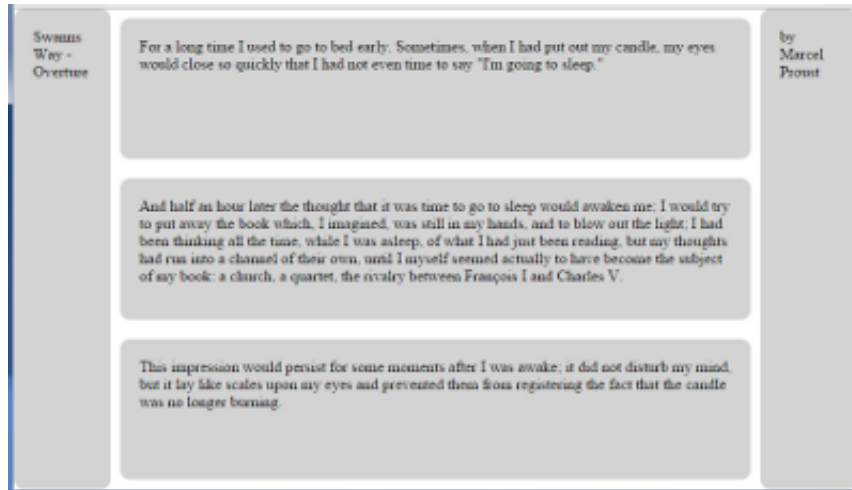 Swanns
Way -
Overture
For a long time I used to go to bed early. Sometimes, when I had put out my candle, my eyes
would close so quickly that I had not even time to say "I'm going to sleep."
And half an hour later the thought that it was time to go to sleep would awaken me; I would try
to put away the book which, I imagined, was still in my hands, and to blow out the light; I had
been thinking all the time, while I was asleep, of what I had just been reading, but my thoughts
had run into a channel of their own, until I myself seemed actually to have become the subject
of my book: a church, a quartet, the rivalry between François I and Charles V.
This impression would persist for some moments after I was awake; it did not disturb my mind,
but it lay like scales upon my eyes and prevented them from registering the fact that the candle
was no longer burning.
by
Marcel
Proust